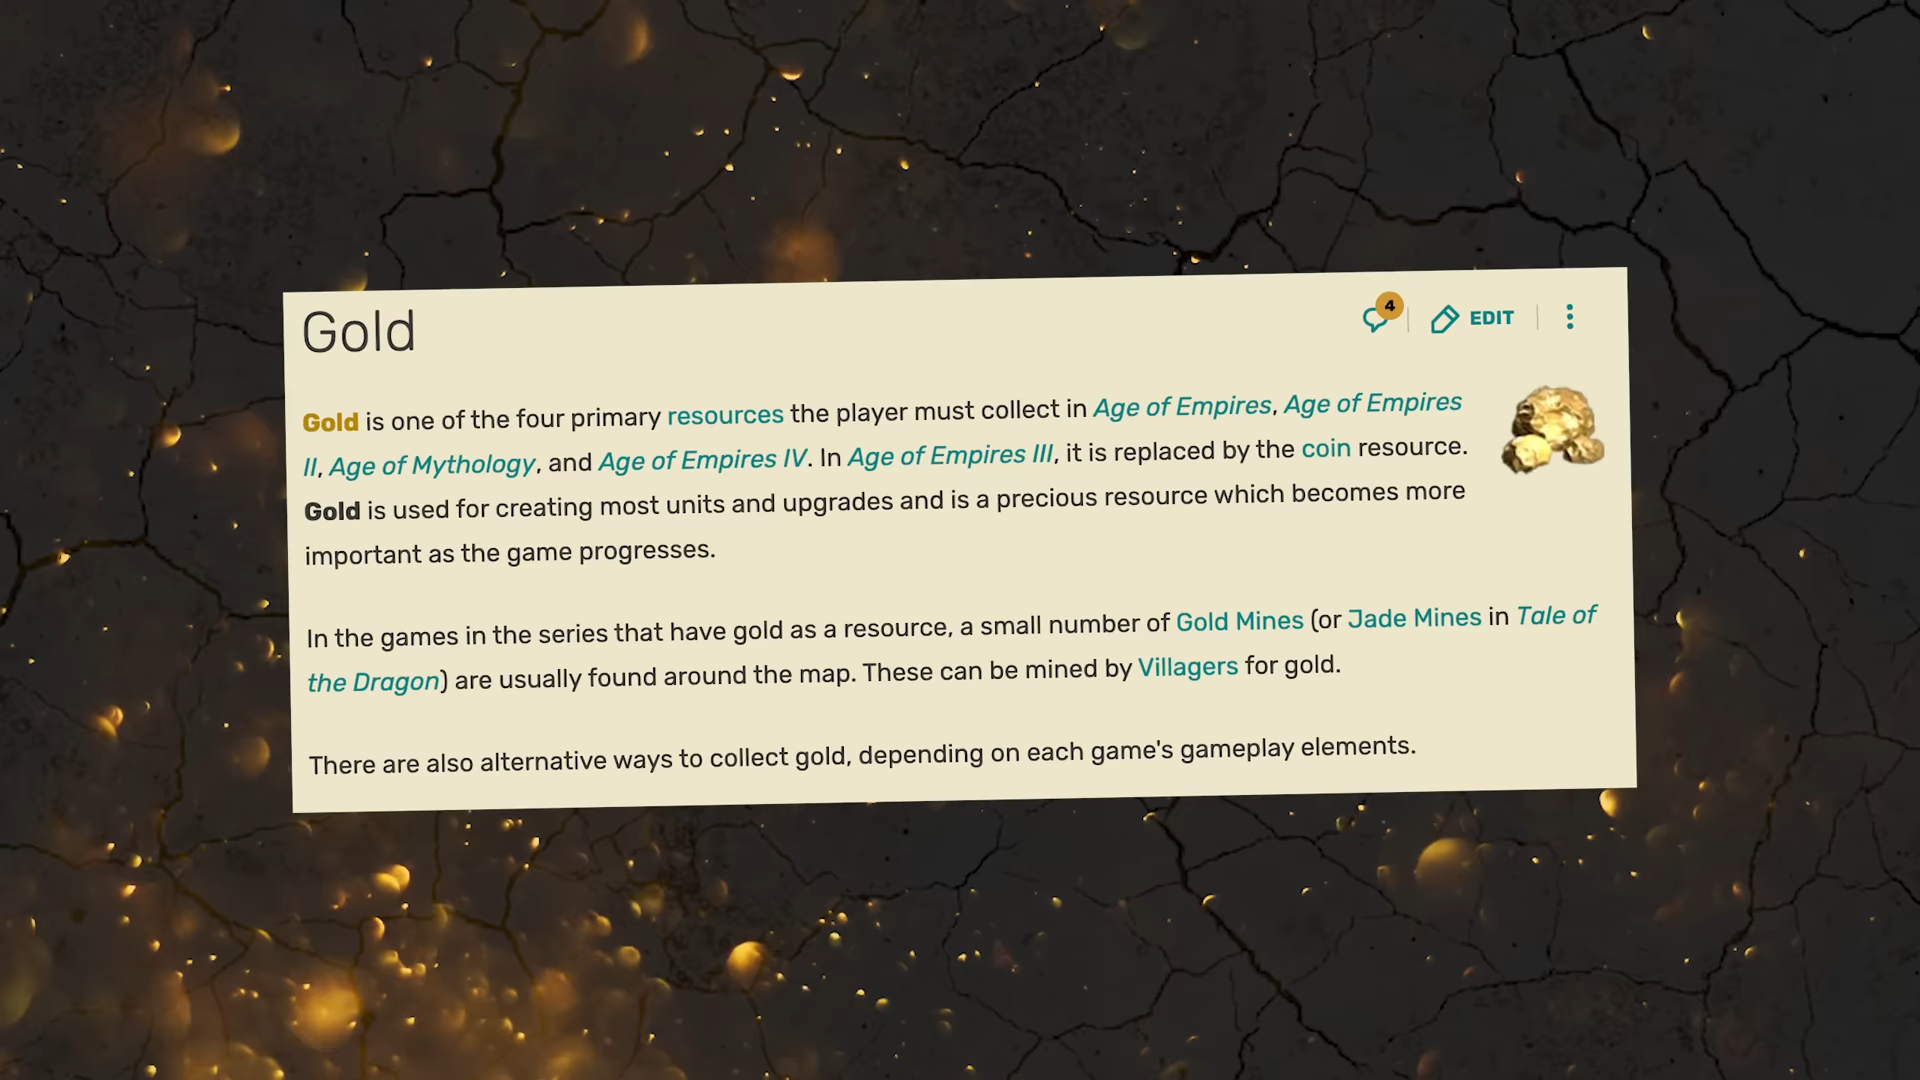 Gold
4
EDIT
Gold is one of the four primary resources the player must collect in Age of Empires, Age of Empires
II, Age of Mythology, and Age of Empires IV. In Age of Empires III, it is replaced by the coin resource.
Gold is used for creating most units and upgrades and is a precious resource which becomes more
important as the game progresses.
In the games in the series that have gold as a resource, a small number of Gold Mines (or Jade Mines in Tale of
the Dragon) are usually found around the map. These can be mined by Villagers for gold.
There are also alternative ways to collect gold, depending on each game's gameplay elements.